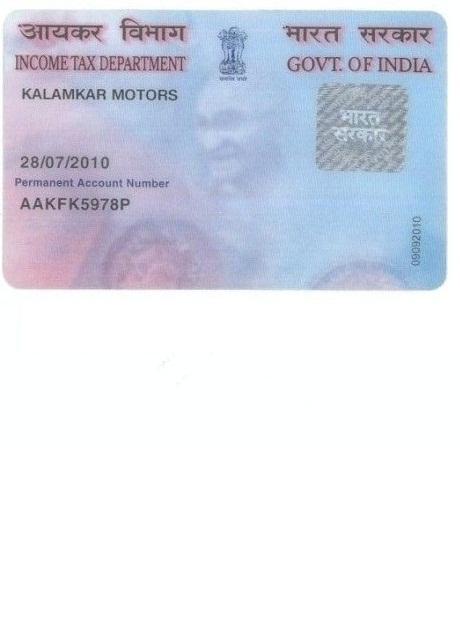 आयकर विभाग
भारत सरकार
INCOME TAX DEPARTMENT
GOVT. OF INDIA
KALAMKAR MOTORS
भारत
सरकार
28/07/2010
Permanent Account Number
AAKFK5978P
09092010